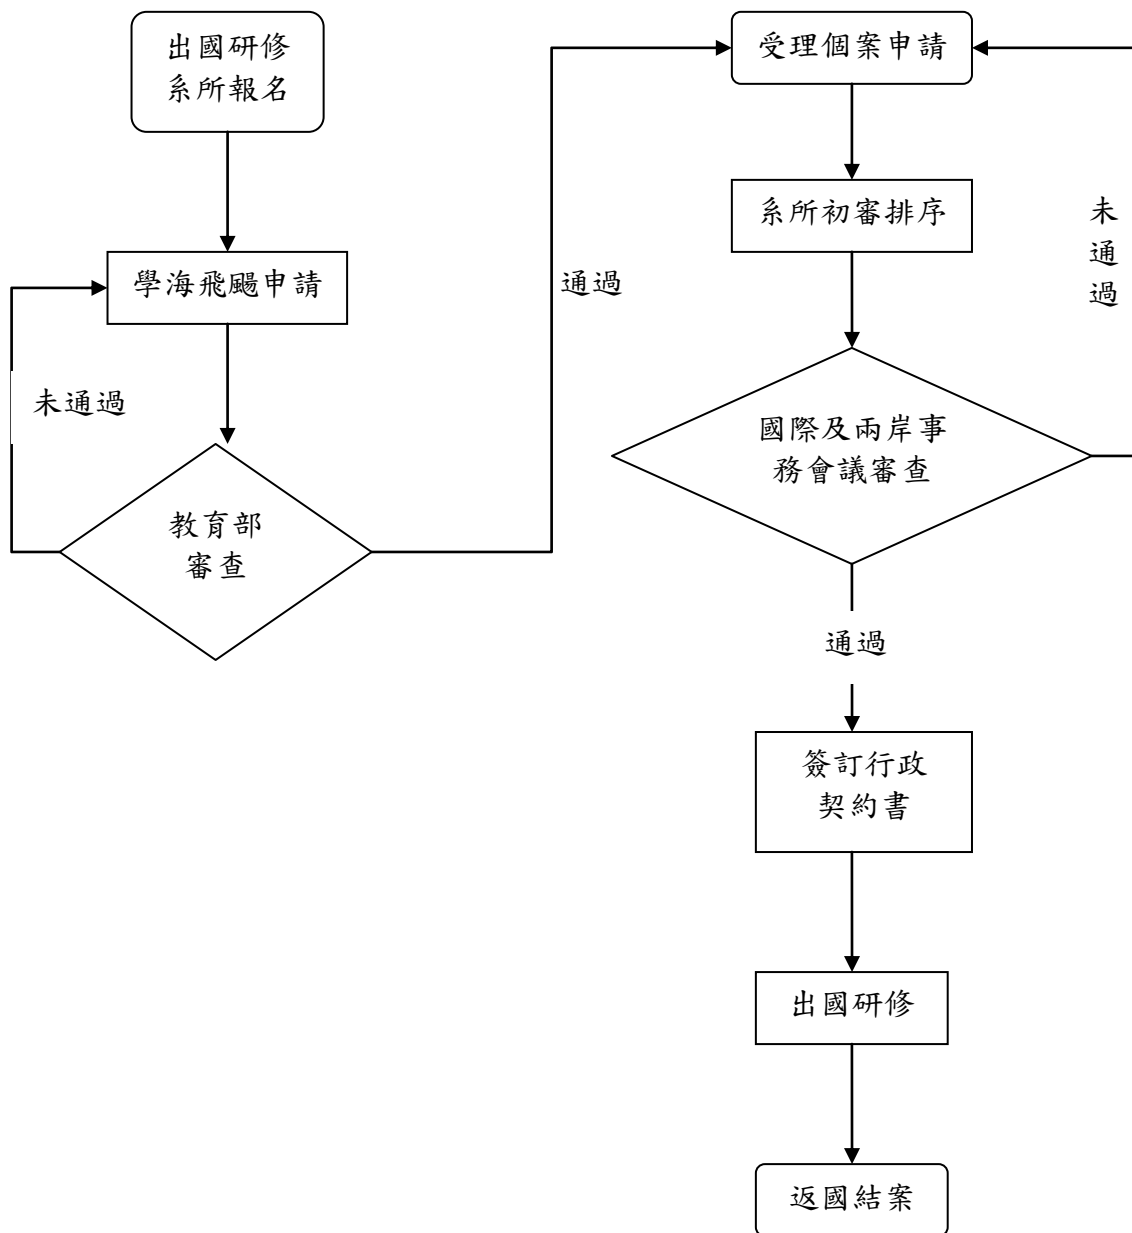 出國研修
系所報名
學海飛颺申請
未通過
教育部
審查
通過
受理個案申請
系所初審排序
未
通
過
國際及兩岸事
務會議審查
通過
簽訂行政
契約書
出國研修
返國結案